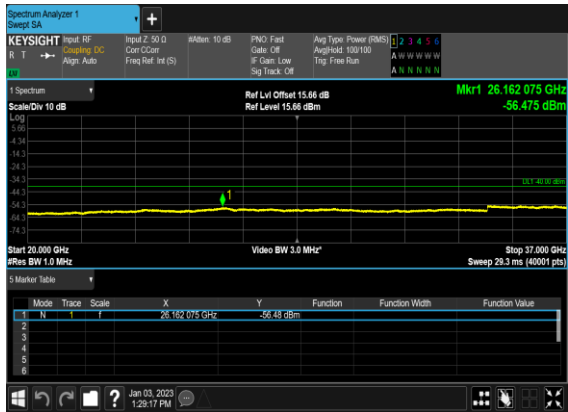 Spectrum Analyzer 1
Swept SA
+
KEYSIGHT Input: RF Input Z: 50 Ω #Atten: 10 dB PNO: Fast Avg Type: Power (RMS) 1 2 3 4 5 6
R T Coupling: DC Corr CCorr Gate: Off Avg|Hold: 100/100 A W W W W W
Align: Auto Freq Ref: Int (S) IF Gain: Low Trig: Free Run
LW Sig Track: Off A N N N N N
1 Spectrum Ref Lvl Offset 15.66 dB Mkr1 26.162 075 GHz
Scale/Div 10 dB Ref Level 15.66 dBm -56.475 dBm
Log
5.66
-4.34
-14.3
-24.3
-34.3
DL1 -40.00 dBm
-44.3
1
-54.3
-64.3
-74.3
Start 20.000 GHz Video BW 3.0 MHz* Stop 37.000 GHz
#Res BW 1.0 MHz Sweep 29.3 ms (40001 pts)
5 Marker Table
Mode Trace Scale X Y Function Function Width Function Value
1 N 1 f 26.162 075 GHz -56.48 dBm
2
3
4
5
6
? Jan 03, 2023
1:29:17 PM